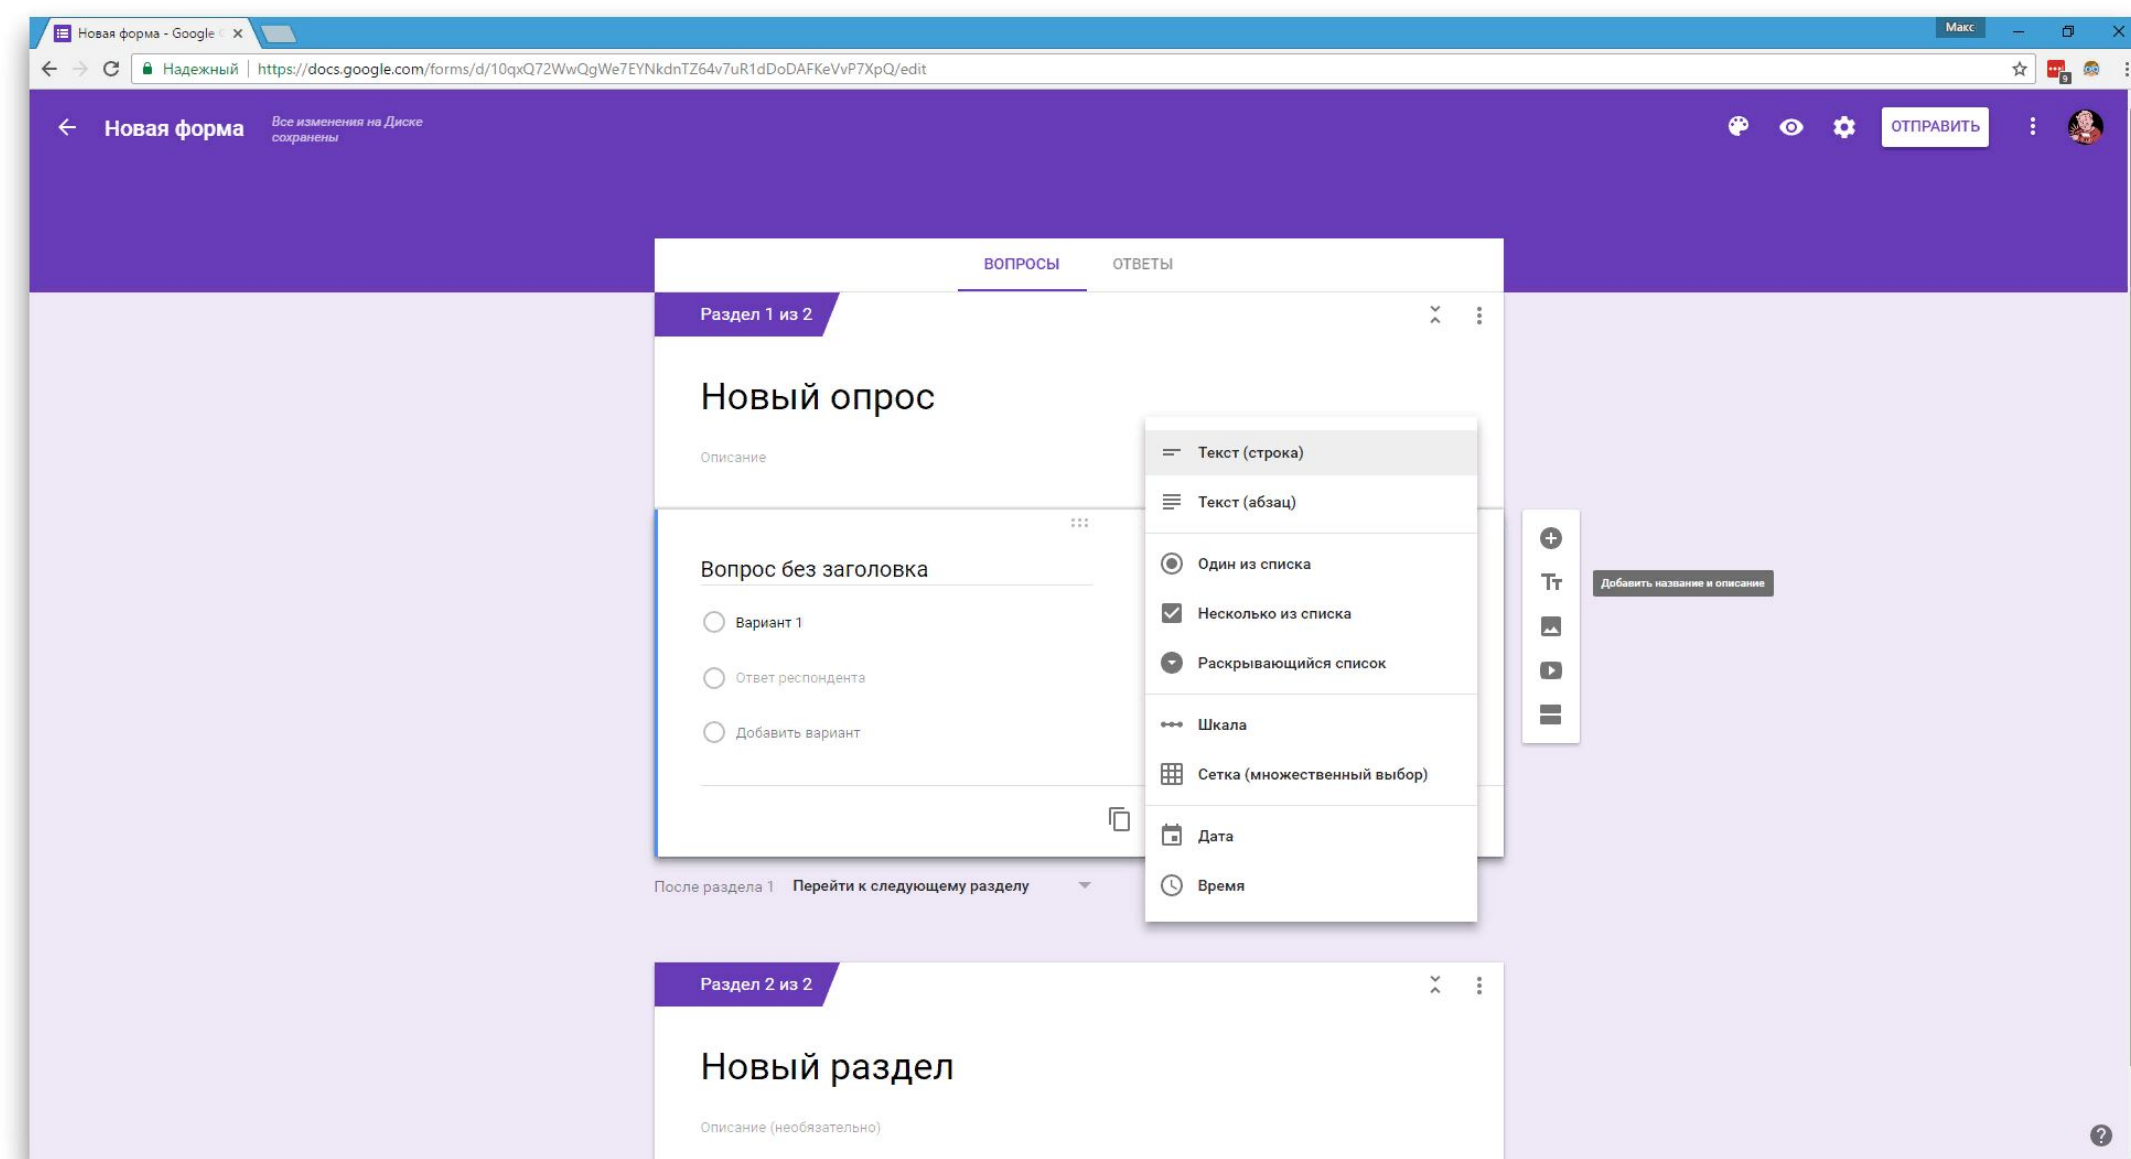 Новая форма - Google
Макс
Надежный
https://docs.google.com/forms/d/10qxQ72WwQgWe7EYNkdnTZ64v7uR1dDoDAFKeVvP7XpQ/edit
9
Новая форма
Все изменения на Диске
сохранены
ОТПРАВИТЬ
ВОПРОСЫ
ОТВЕТЫ
Раздел 1 из 2
Новый опрос
Описание
Вопрос без заголовка
Вариант 1
Ответ респондента
Добавить вариант
Текст (строка)
Текст (абзац)
Один из списка
Несколько из списка
Раскрывающийся список
Шкала
Сетка (множественный выбор)
Дата
Время
Tт
Добавить название и описание
После раздела 1 Перейти к следующему разделу
Раздел 2 из 2
Новый раздел
Описание (необязательно)